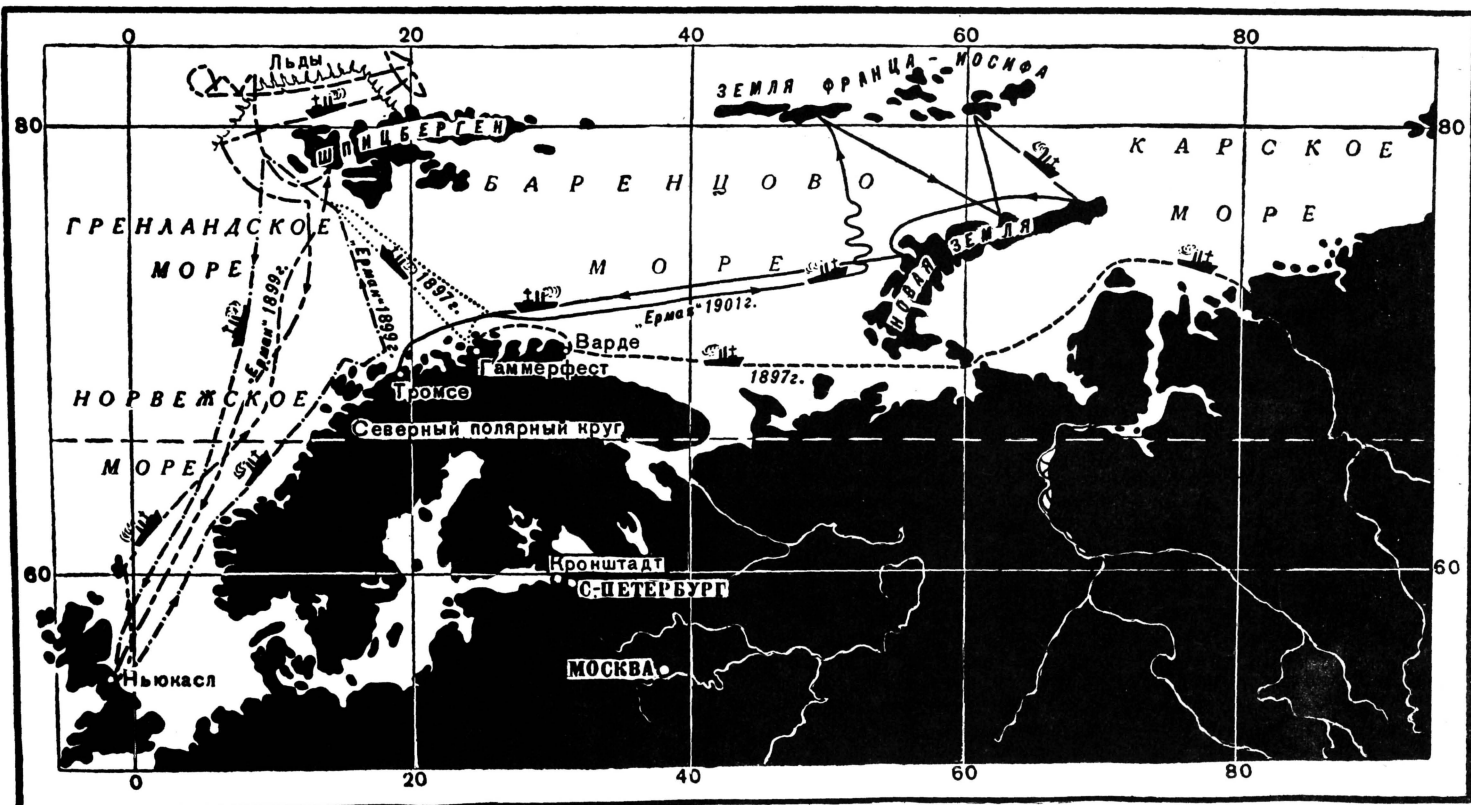 0 20 40 60 80
Льды
ЗЕМЛЯ ФРАНЦА-ИОСИФА
80 80
ШПИЦБЕРГЕН
КАРСКОЕ
МОРЕ
БАРЕНЦОВО
МОРЕ
ГРЕНЛАНДСКОЕ
МОРЕ
НОВАЯ ЗЕМЛЯ
1897г.
„Ермак“ 1899г.
„Ермак“ 1899г.
„Ермак“ 1901г.
Варде
Гаммерфест
1897г.
Тромсе
НОРВЕЖСКОЕ
МОРЕ
Северный полярный круг
60 60
Кронштадт
С-ПЕТЕРБУРГ
МОСКВА
Ньюкасл
0 20 40 60 80